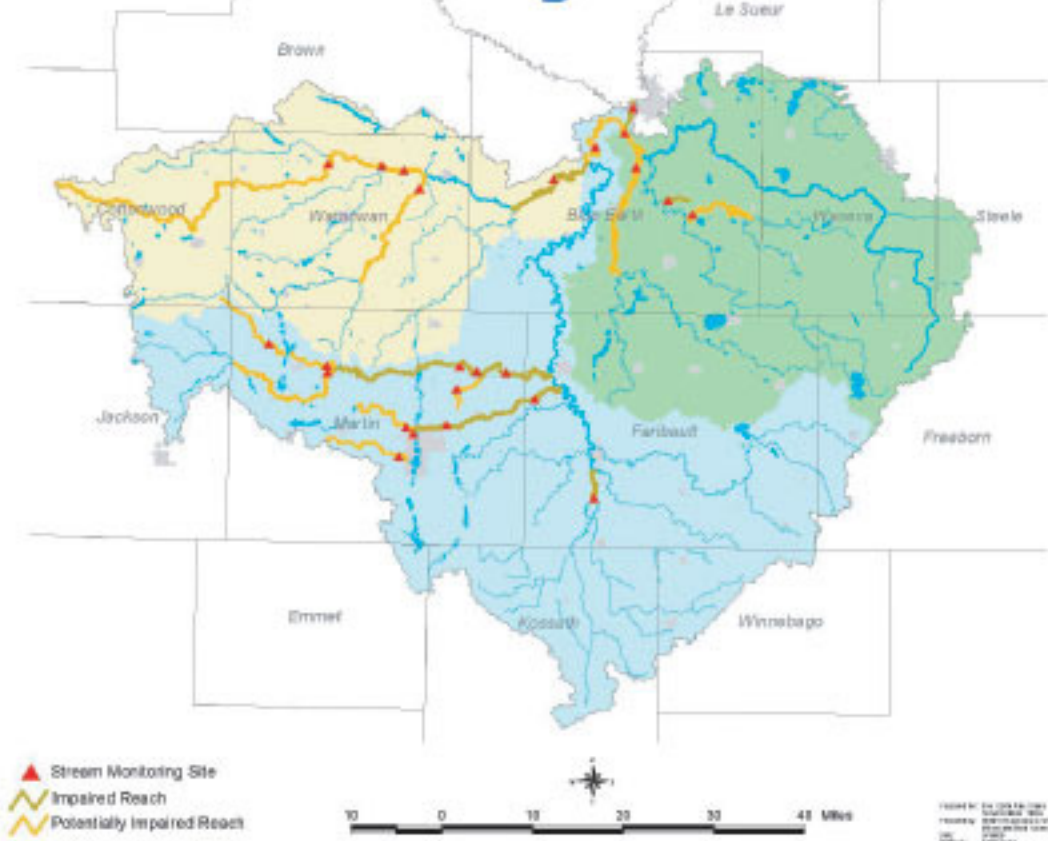 Le Sueur
Brown
Cottonwood
Watonwan
Blue Earth
Waseca
Steele
Jackson
Martin
Faribault
Freeborn
Emmet
Kossuth
Winnebago
Stream Monitoring Site
Impaired Reach
Potentially Impaired Reach
10 0 10 20 30 40 Miles